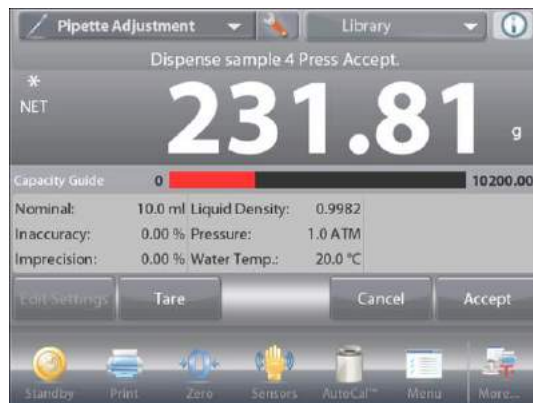 Pipette Adjustment Library
Dispense sample 4 Press Accept.
*
NET
231.81 g
Capacity Guide 0 10200.00
Nominal: 10.0 ml Liquid Density: 0.9982
Inaccuracy: 0.00 % Pressure: 1.0 ATM
Imprecision: 0.00 % Water Temp.: 20.0 °C
Edit Settings Tare Cancel Accept
Standby Print Zero Sensors AutoCal™ Menu More...